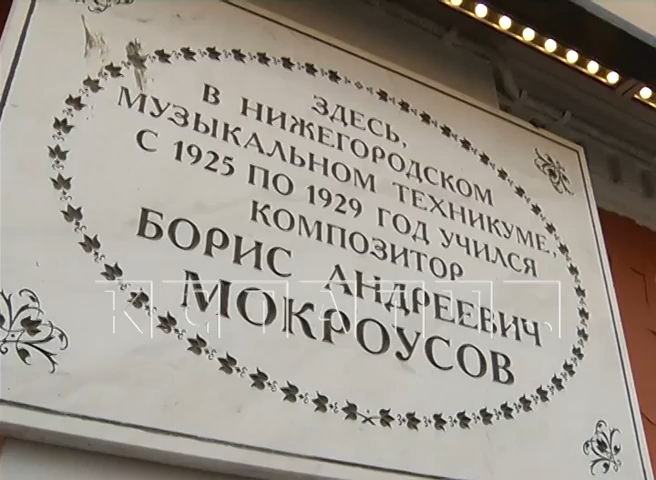 ЗДЕСЬ,
В НИЖЕГОРОДСКОМ
МУЗЫКАЛЬНОМ ТЕХНИКУМЕ,
С 1925 ПО 1929 ГОД УЧИЛСЯ
КОМПОЗИТОР
БОРИС АНДРЕЕВИЧ
МОКРОУСОВ